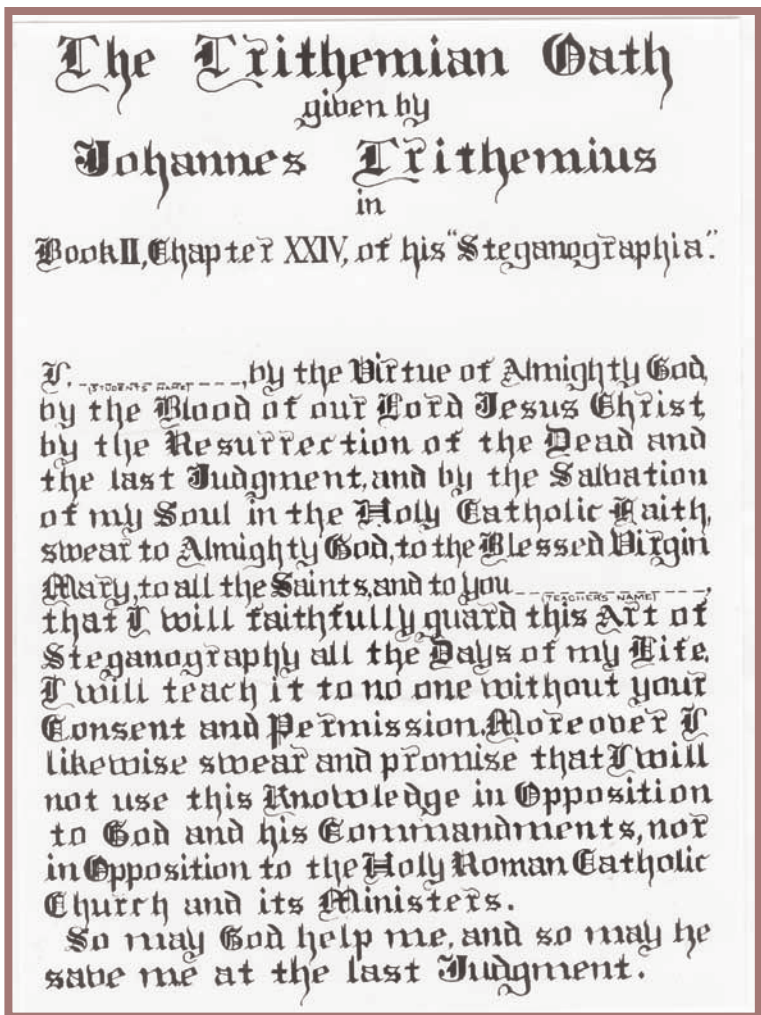 The Trithemian Oath
given by
Johannes Trithemius
in
Book II, Chapter XXIV, of his "Steganographia".
I, (STUDENT'S NAME), by the Virtue of Almighty God,
by the Blood of our Lord Jesus Christ,
by the Resurrection of the Dead and
the last Judgment, and by the Salvation
of my Soul in the Holy Catholic Faith,
swear to Almighty God, to the Blessed Virgin
Mary, to all the Saints, and to you (TEACHER'S NAME),
that I will faithfully guard this Art of
Steganography all the Days of my Life.
I will teach it to no one without your
Consent and Permission. Moreover I
likewise swear and promise that I will
not use this Knowledge in Opposition
to God and his Commandments, nor
in Opposition to the Holy Roman Catholic
Church and its Ministers.
So may God help me, and so may he
save me at the last Judgment.